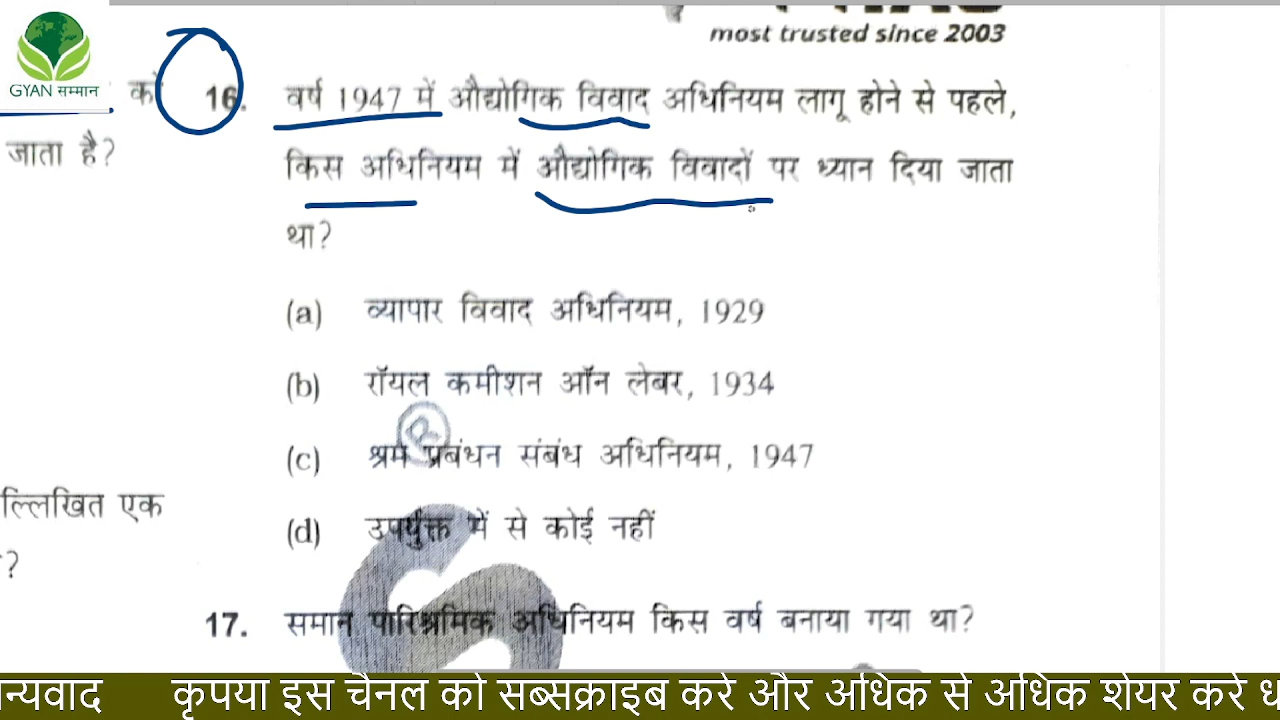 most trusted since 2003
GYAN सम्मान
को
जाता है?
16. वर्ष 1947 में औद्योगिक विवाद अधिनियम लागू होने से पहले,
किस अधिनियम में औद्योगिक विवादों पर ध्यान दिया जाता
था?
(a) व्यापार विवाद अधिनियम, 1929
(b) रॉयल कमीशन ऑन लेबर, 1934
(c) श्रम प्रबंधन संबंध अधिनियम, 1947
(d) उपर्युक्त में से कोई नहीं
ल्लिखित एक
?
17. समान पारिश्रमिक अधिनियम किस वर्ष बनाया गया था?
न्यवाद कृपया इस चैनल को सब्सक्राइब करे और अधिक से अधिक शेयर करे ध